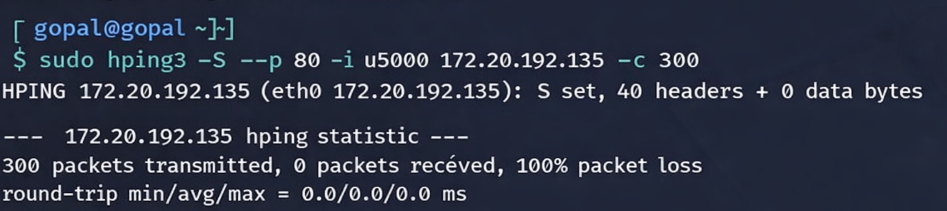 [ gopal@gopal ~]~]
$ sudo hping3 -S --p 80 -i u5000 172.20.192.135 -c 300
HPING 172.20.192.135 (eth0 172.20.192.135): S set, 40 headers + 0 data bytes
--- 172.20.192.135 hping statistic ---
300 packets transmitted, 0 packets recéved, 100% packet loss
round-trip min/avg/max = 0.0/0.0/0.0 ms